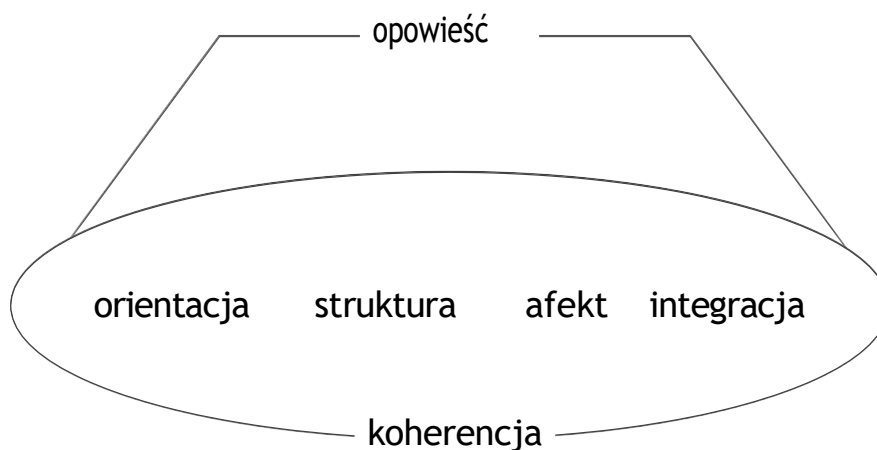 opowieść
orientacja struktura afekt integracja
koherencja